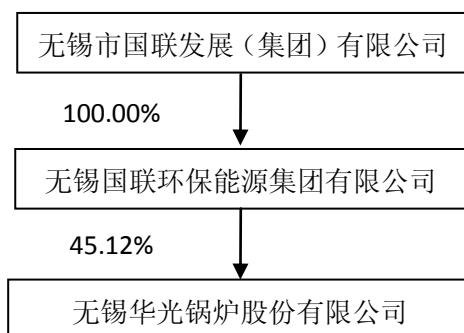 无锡市国联发展（集团）有限公司
100.00%
无锡国联环保能源集团有限公司
45.12%
无锡华光锅炉股份有限公司